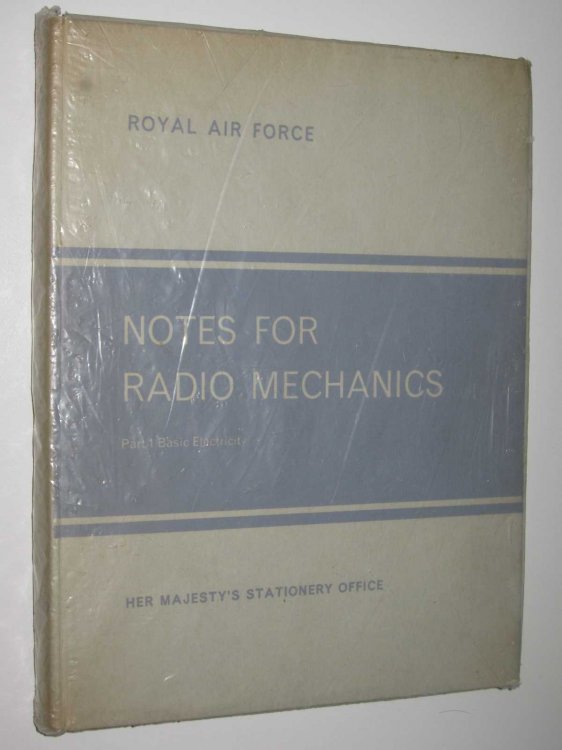 ROYAL AIR FORCE
NOTES FOR
RADIO MECHANICS
Part 1 Basic Electricity
HER MAJESTY'S STATIONERY OFFICE